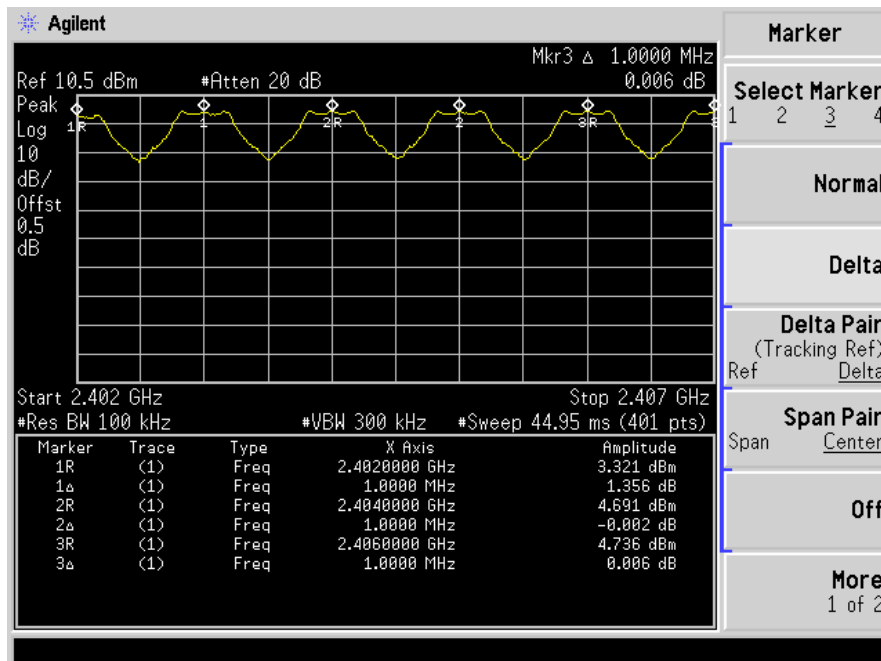 Agilent
Marker
Mkr3 Δ 1.0000 MHz
Ref 10.5 dBm #Atten 20 dB 0.006 dB
Select Marker
1 2 3 4
Peak
Log
10
dB/
Offst
0.5
dB
1R 1 2R 2 3R 3
Normal
Delta
Delta Pair
(Tracking Ref)
Ref Delta
Start 2.402 GHz Stop 2.407 GHz
#Res BW 100 kHz #VBW 300 kHz #Sweep 44.95 ms (401 pts)
Span Pair
Span Center
Marker Trace Type X Axis Amplitude
1R (1) Freq 2.4020000 GHz 3.321 dBm
1Δ (1) Freq 1.0000 MHz 1.356 dB
2R (1) Freq 2.4040000 GHz 4.691 dBm
2Δ (1) Freq 1.0000 MHz -0.002 dB
3R (1) Freq 2.4060000 GHz 4.736 dBm
3Δ (1) Freq 1.0000 MHz 0.006 dB
Off
More
1 of 2